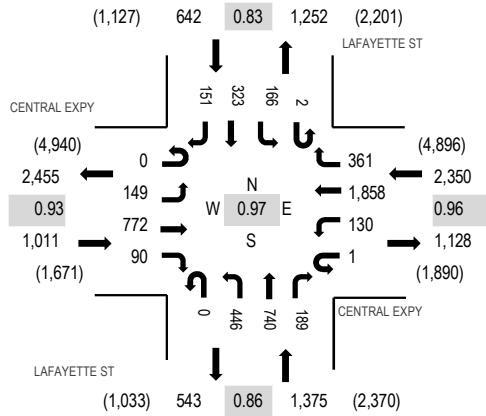 (1,127) 642 0.83 1,252 (2,201)
LAFAYETTE ST
151 323 166 2
CENTRAL EXPY
(4,940) (4,896)
0 361
2,455 2,350
N
149 1,858
0.93 W 0.97 E 0.96
772 130
1,011 S 1,128
90 1
(1,671) (1,890)
0 446 740 189
CENTRAL EXPY
LAFAYETTE ST
(1,033) 543 0.86 1,375 (2,370)